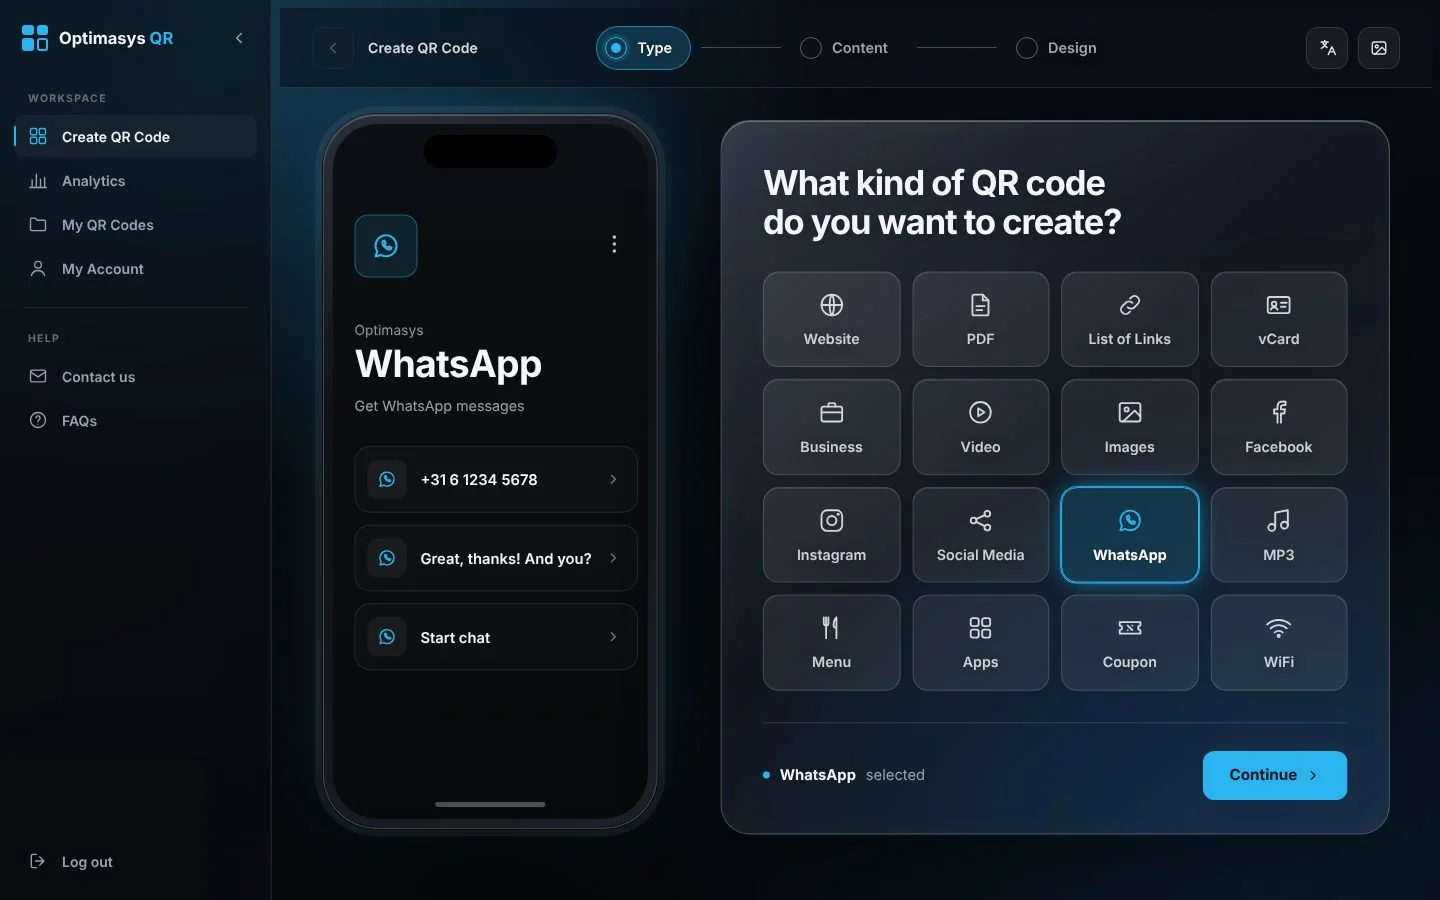 Optimasys QR
WORKSPACE
Create QR Code
Analytics
My QR Codes
My Account
HELP
Contact us
FAQs
Log out
Create QR Code
Type
Content
Design
Optimasys
WhatsApp
Get WhatsApp messages
+31 6 1234 5678
Great, thanks! And you?
Start chat
What kind of QR code
do you want to create?
Website
PDF
List of Links
vCard
Business
Video
Images
Facebook
Instagram
Social Media
WhatsApp
MP3
Menu
Apps
Coupon
WiFi
WhatsApp selected
Continue